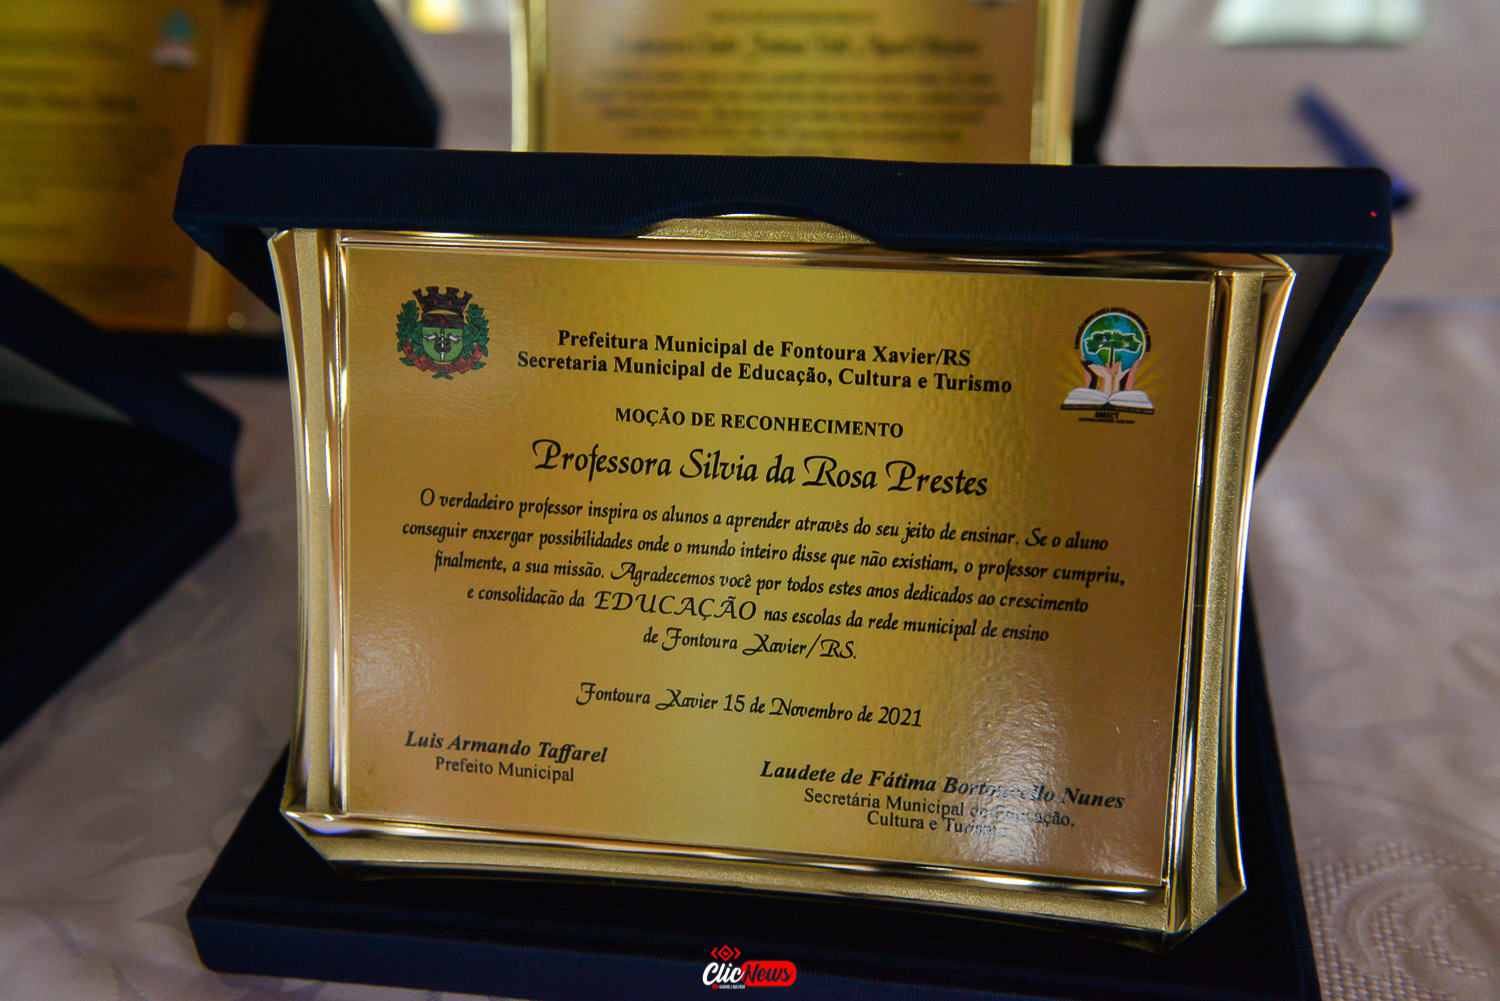 Prefeitura Municipal de Fontoura Xavier/RS
Secretaria Municipal de Educação, Cultura e Turismo
MOÇÃO DE RECONHECIMENTO
Professora Silvia da Rosa Prestes
O verdadeiro professor inspira os alunos a aprender através do seu jeito de ensinar. Se o aluno
conseguir enxergar possibilidades onde o mundo inteiro disse que não existiam, o professor cumpriu,
finalmente, a sua missão. Agradecemos você por todos estes anos dedicados ao crescimento
e consolidação da EDUCAÇÃO nas escolas da rede municipal de ensino
de Fontoura Xavier/RS.
Fontoura Xavier 15 de Novembro de 2021
Luis Armando Taffarel
Prefeito Municipal
Laudete de Fátima Nunes
Secretária Municipal de Educação,
Cultura e Turismo
SMECT
ClicNews